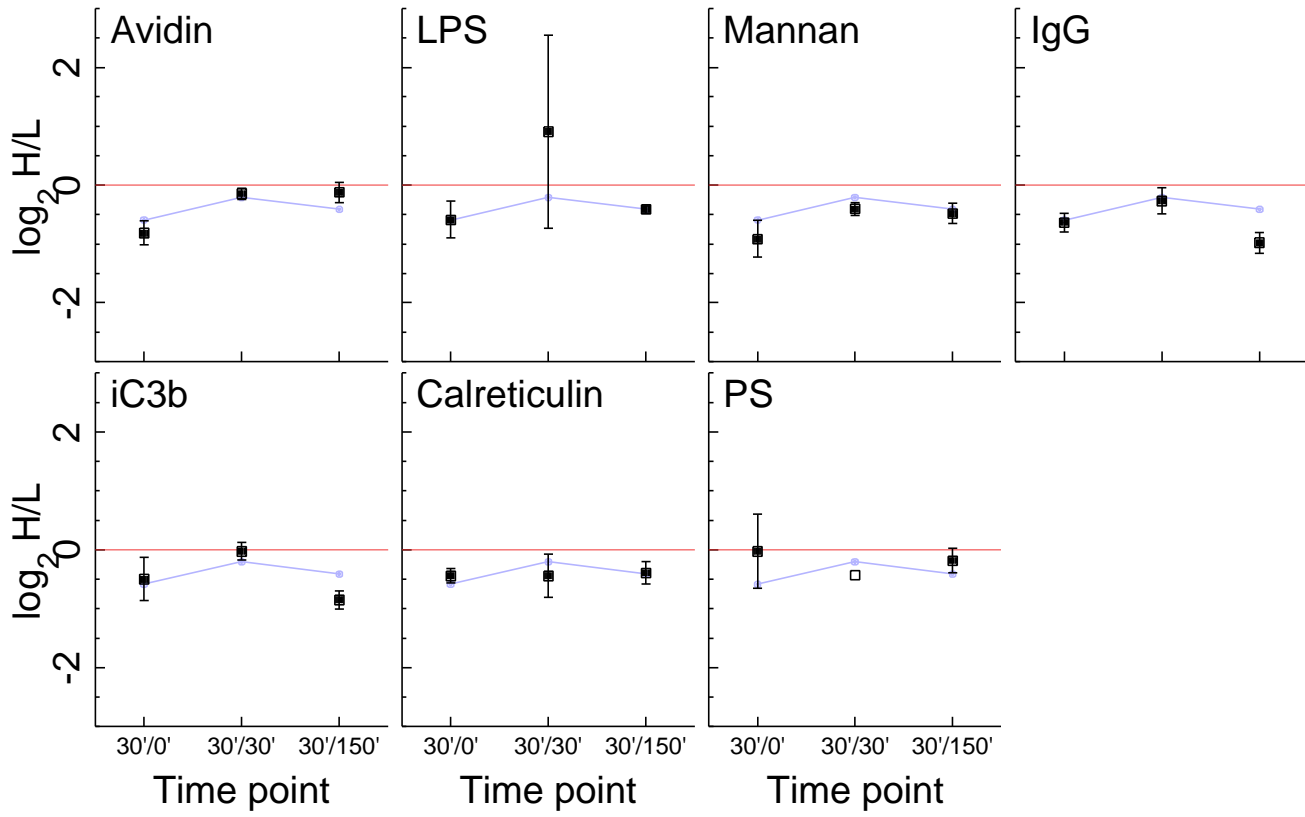 Avidin
LPS
Mannan
IgG
2
0
-2
log2 H/L
iC3b
Calreticulin
PS
2
0
-2
log2 H/L
30'/0' 30'/30' 30'/150'
30'/0' 30'/30' 30'/150'
30'/0' 30'/30' 30'/150'
Time point
Time point
Time point